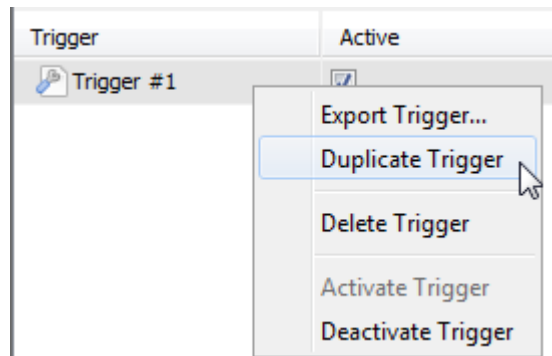 Trigger Active
Trigger #1
Export Trigger...
Duplicate Trigger
Delete Trigger
Activate Trigger
Deactivate Trigger